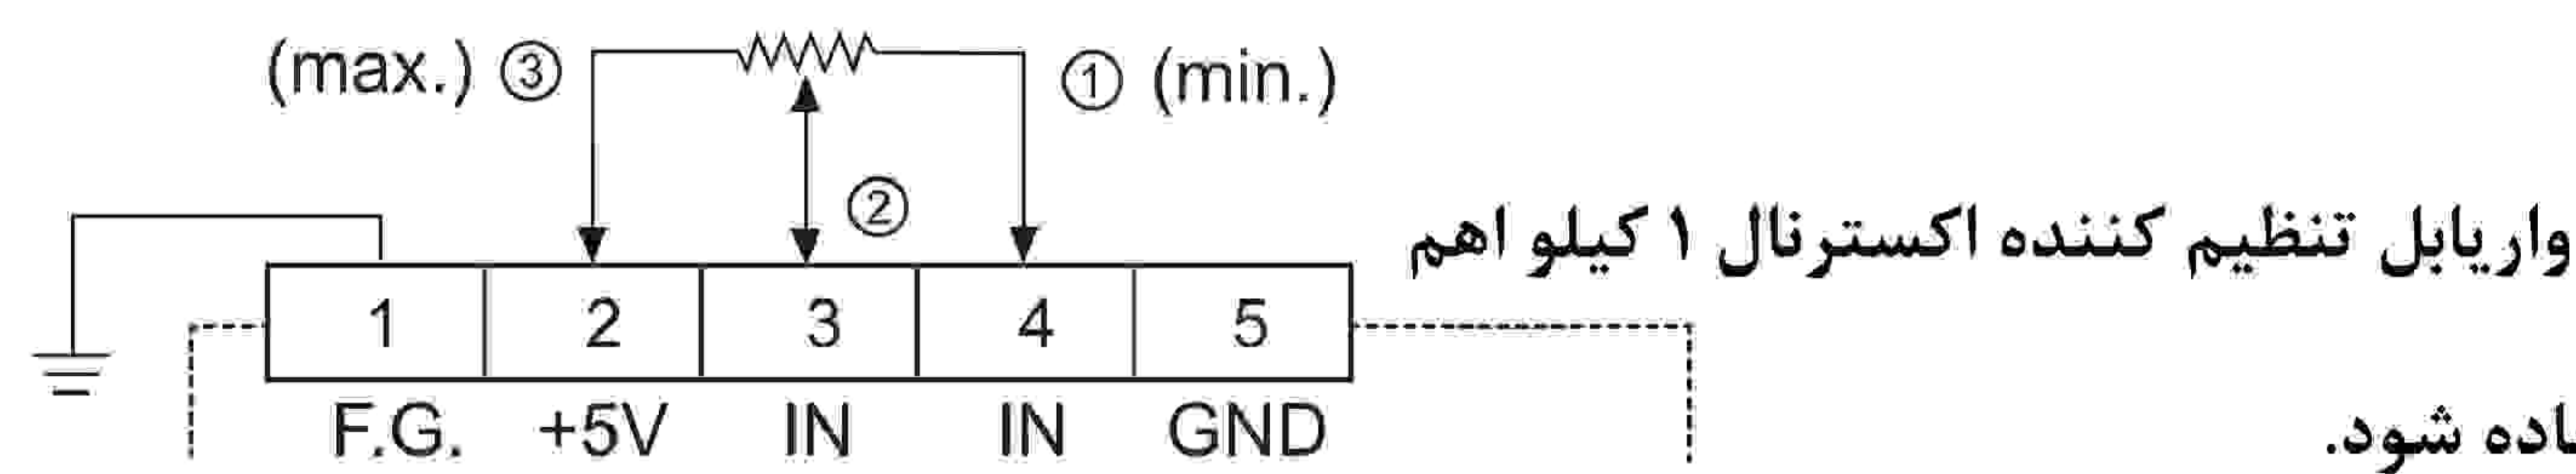 (max.) ③ ① (min.)
②
واریابل تنظیم کننده اکسترنال ۱ کیلو اهم
1 2 3 4 5
F.G. +5V IN IN GND
شود.